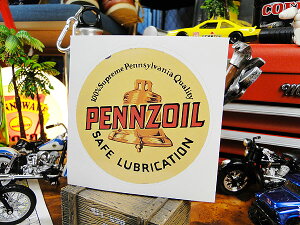 100% Supreme Pennsylvania Quality
PENNZOIL
SAFE LUBRICATION